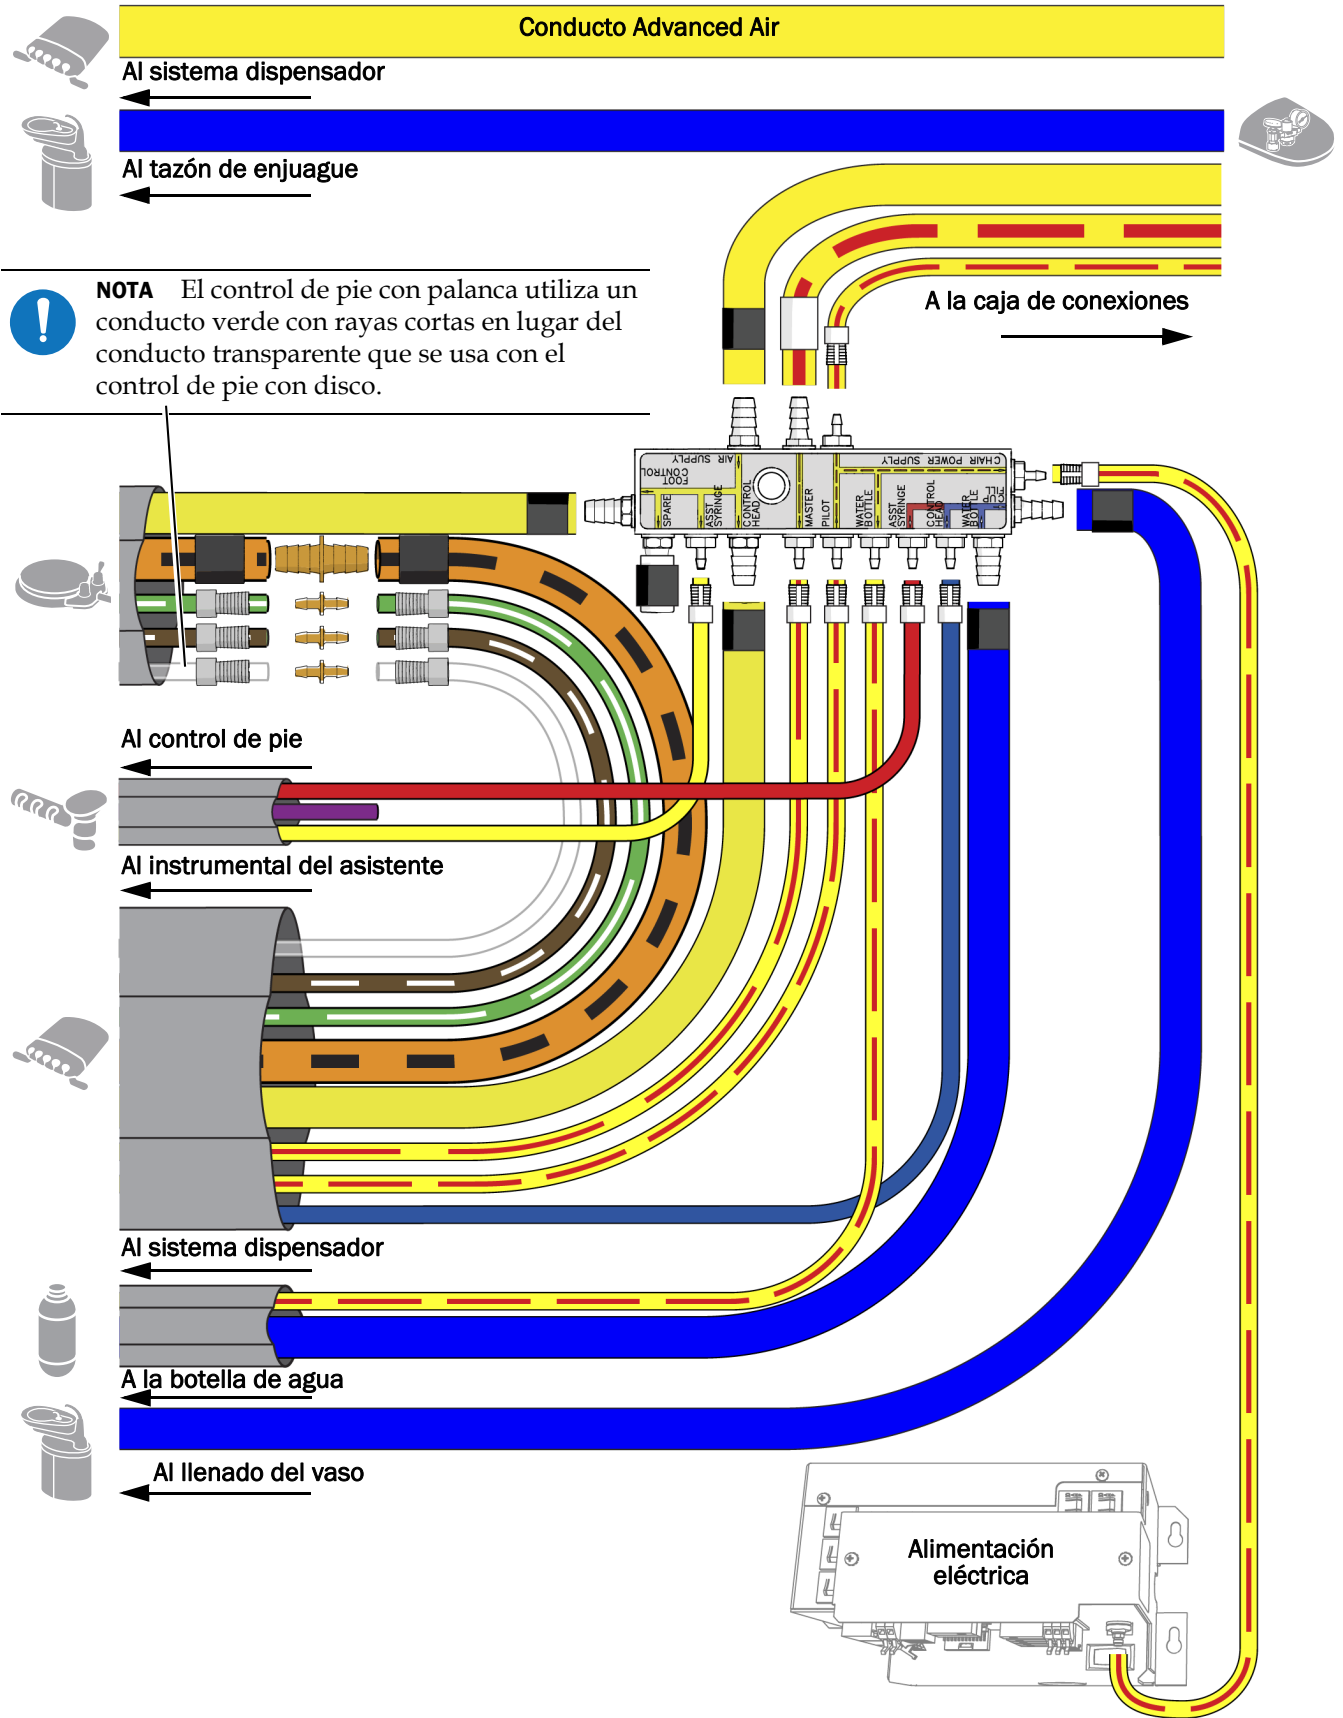 Conducto Advanced Air
Al sistema dispensador
Al tazón de enjuague
NOTA El control de pie con palanca utiliza un
conducto verde con rayas cortas en lugar del
conducto transparente que se usa con el
control de pie con disco.
A la caja de conexiones
AIR SUPPLY
CHAIR POWER SUPPLY
FOOT
CONTROL
SPARE
ASST
SYRINGE
CONTROL
HEAD
MASTER
PILOT
WATER
BOTTLE
ASST
SYRINGE
CONTROL
HEAD
WATER
BOTTLE
Al control de pie
Al instrumental del asistente
Al sistema dispensador
A la botella de agua
Al llenado del vaso
Alimentación
eléctrica